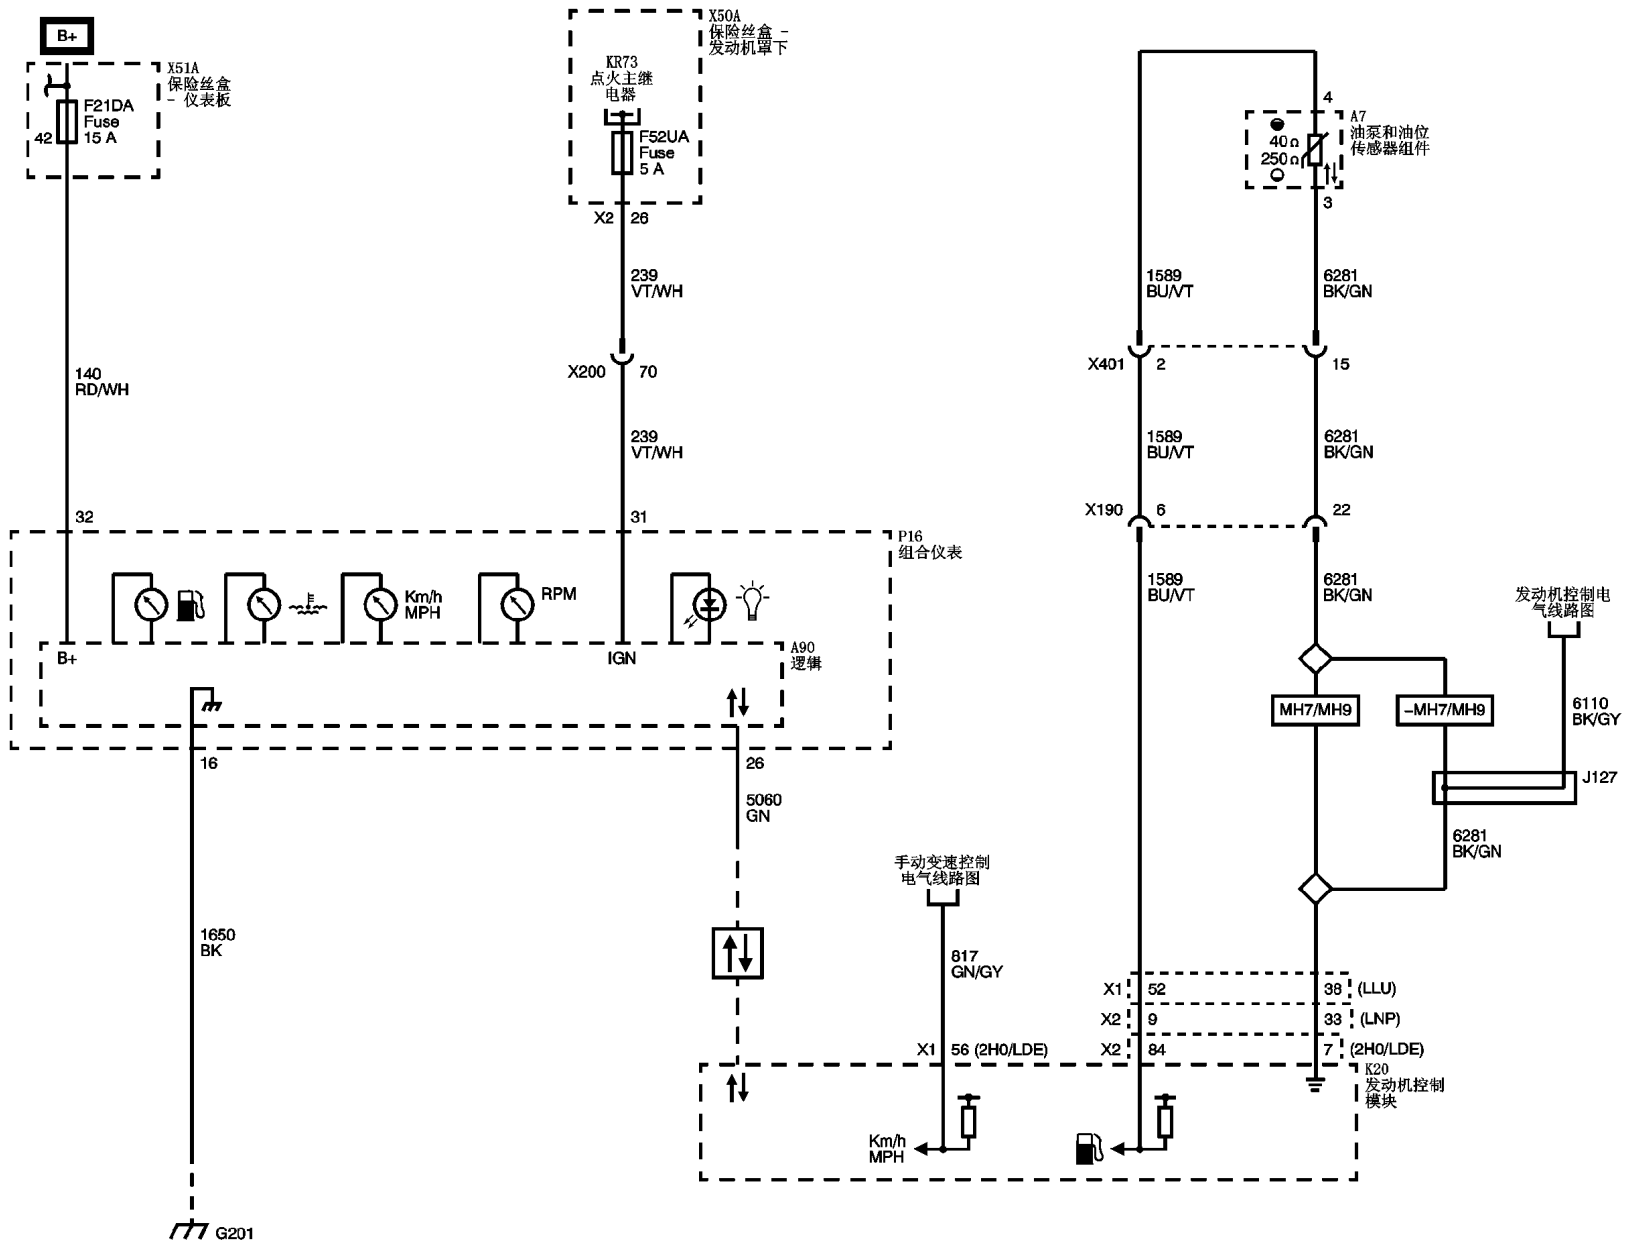 B+
X51A
保险丝盒
- 仪表板
F21DA
Fuse
15 A
42
140
RD/WH
32
X50A
保险丝盒 -
发动机罩下
KR73
点火主继
电器
F52UA
Fuse
5 A
X2 26
239
VT/WH
X200 70
239
VT/WH
31
P16
组合仪表
Km/h
MPH
RPM
B+
IGN
A90
逻辑
16
26
5060
GN
1650
BK
G201
4
A7
油泵和油位
传感器组件
40Ω
250Ω
3
1589
BU/VT
6281
BK/GN
X401 2 15
1589
BU/VT
6281
BK/GN
X190 6 22
1589
BU/VT
6281
BK/GN
发动机控制电
气线路图
MH7/MH9
-MH7/MH9
6110
BK/GY
J127
6281
BK/GN
手动变速控制
电气线路图
817
GN/GY
X1 52 38 (LLU)
X2 9 33 (LNP)
X1 56 (2H0/LDE)
X2 84 7 (2H0/LDE)
K20
发动机控制
模块
Km/h
MPH